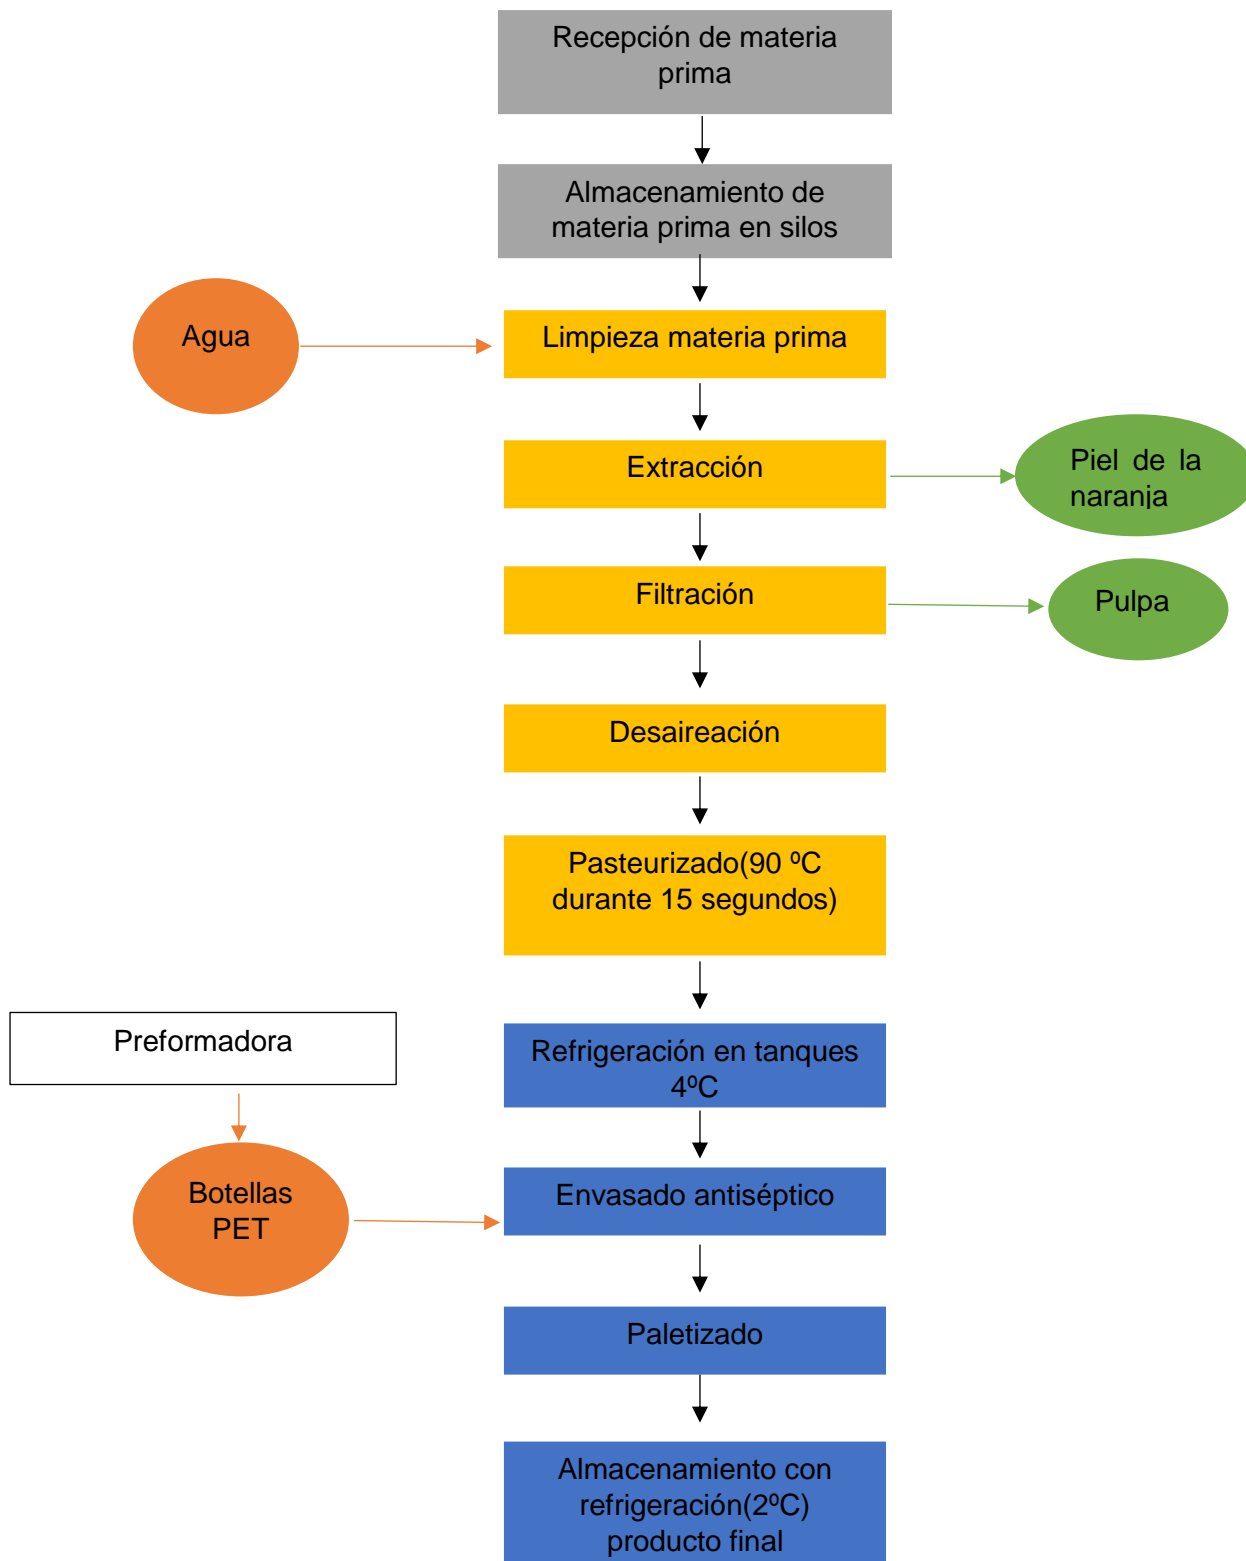 Recepción de materia
prima
Almacenamiento de
materia prima en silos
Agua
Limpieza materia prima
Extracción
Piel de la
naranja
Filtración
Pulpa
Desaireación
Pasteurizado(90 ºC
durante 15 segundos)
Preformadora
Refrigeración en tanques
4ºC
Botellas
PET
Envasado antiséptico
Paletizado
Almacenamiento con
refrigeración(2ºC)
producto final